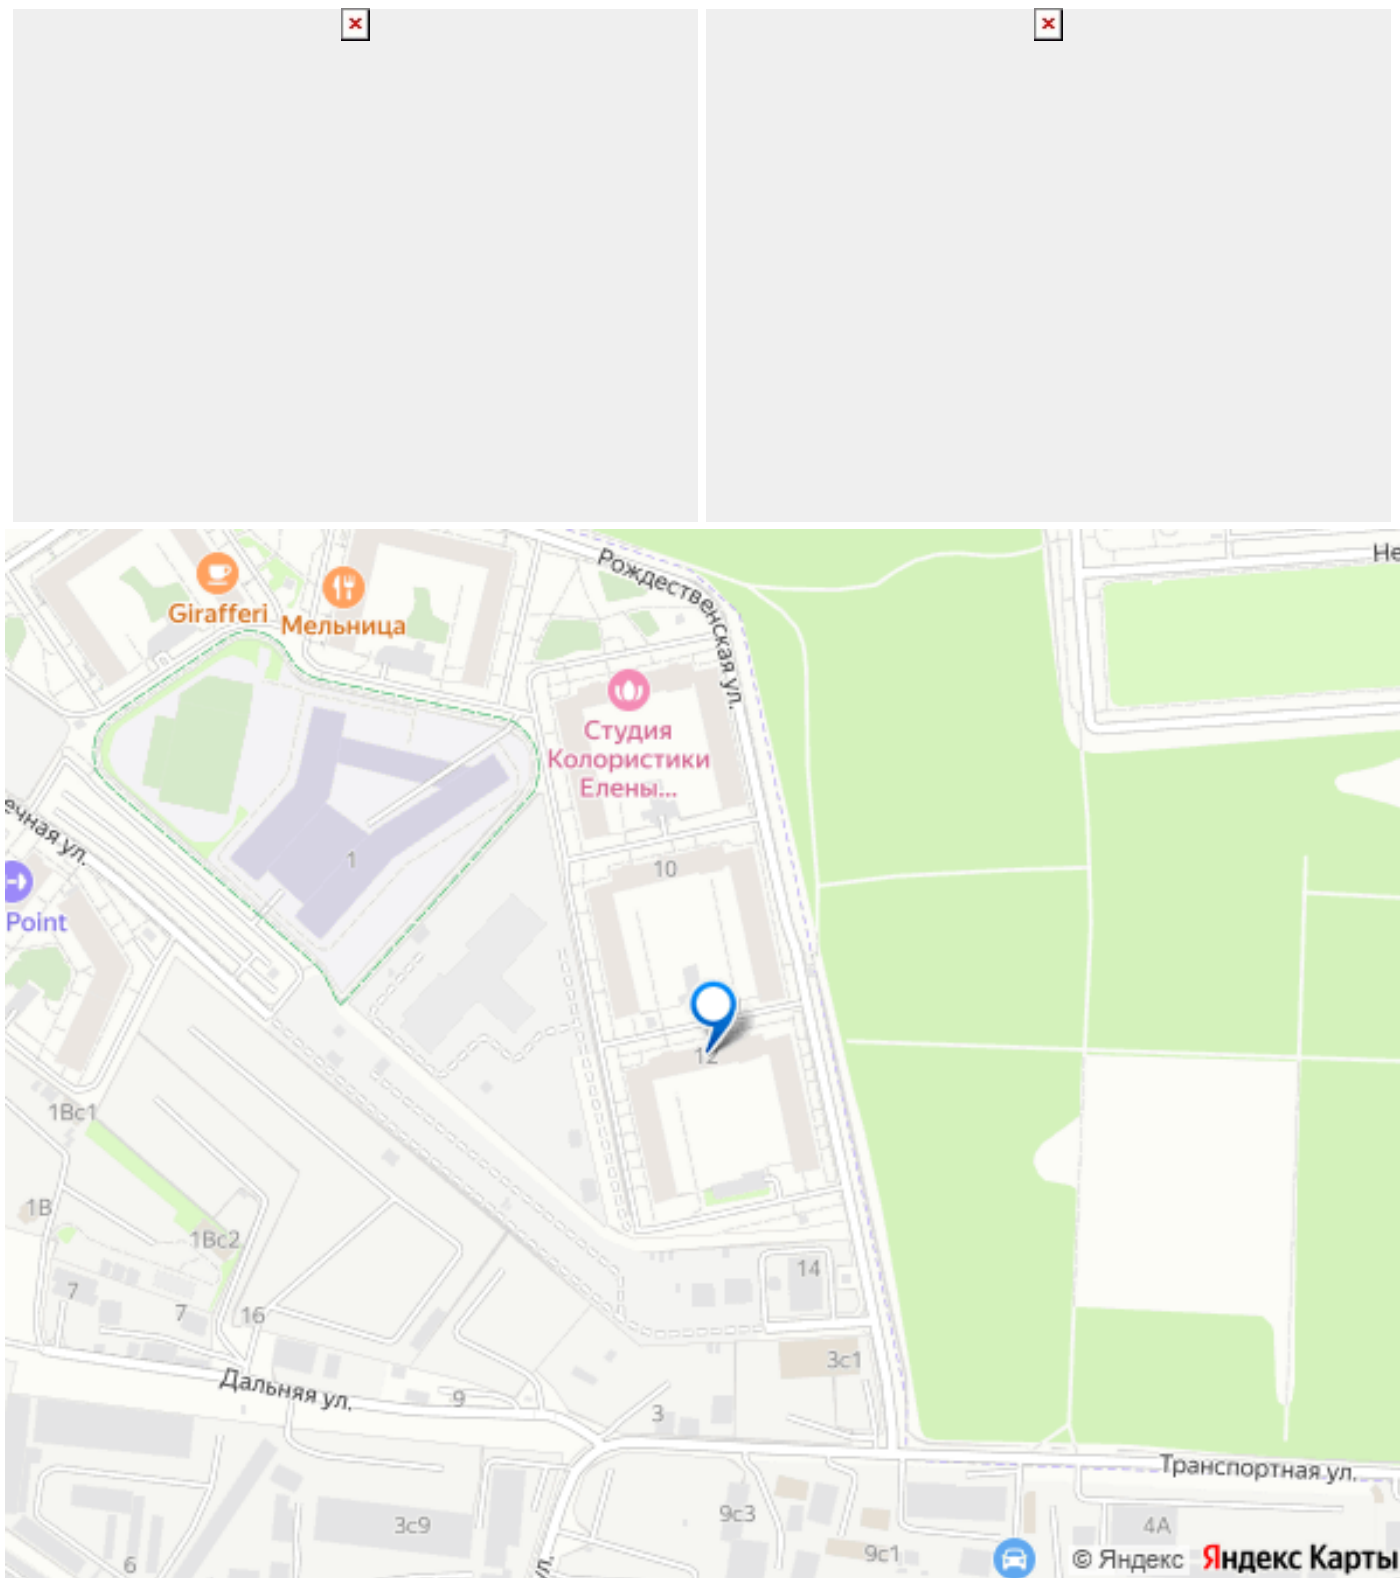 Не
Рождественская ул.
Girafferi
Мельница
Студия
Колористики
Елены...
ечная ул.
1
10
Point
12
1Вс1
1В
1Вс2
14
7
7
16
3с1
Дальняя ул.
9
3
Транспортная ул.
3с9
9с3
4А
6
ул.
9с1
© Яндекс Яндекс Карты